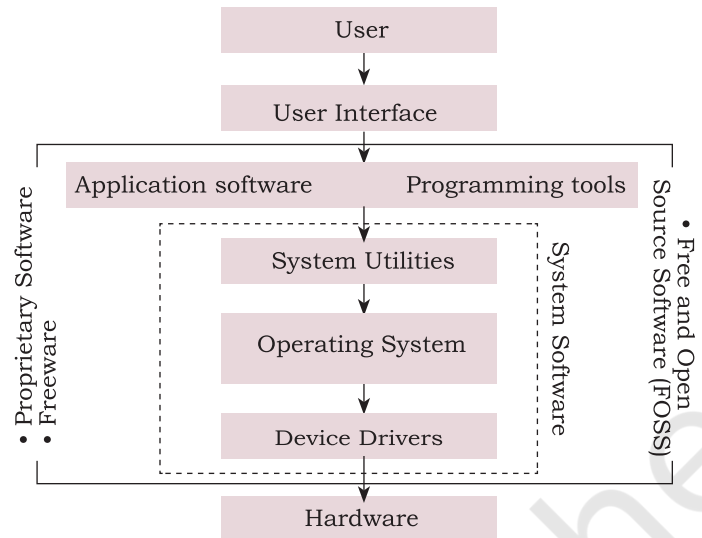 User
User Interface
Application software
Programming tools
System Utilities
Operating System
Device Drivers
Hardware
System Software
• Proprietary Software
• Freeware
• Free and Open
Source Software (FOSS)
he